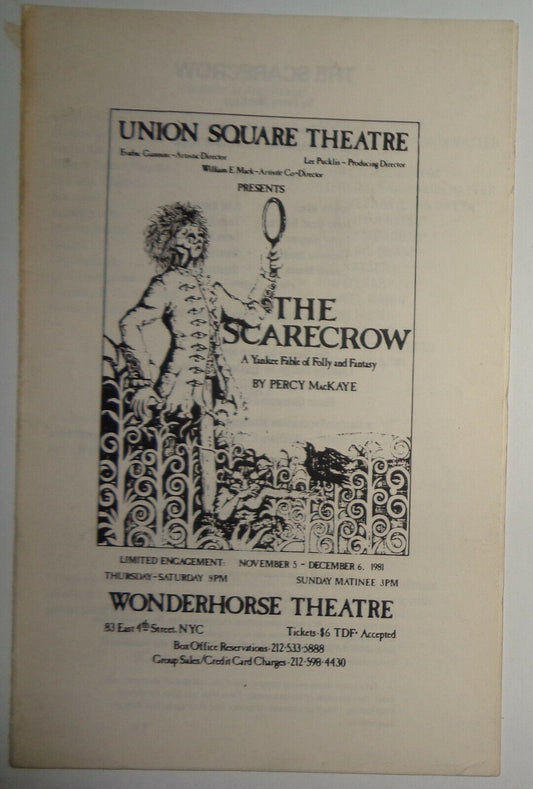 UNION SQUARE THEATRE
Evadne Giannini - Artistic Director
Lee Pucklis - Producing Director
William E. Mack - Artistic Co-Director
PRESENTS
THE
SCARECROW
A Yankee Fable of Folly and Fantasy
BY PERCY MacKAYE
LIMITED ENGAGEMENT: NOVEMBER 5 - DECEMBER 6, 1981
THURSDAY-SATURDAY 8PM SUNDAY MATINEE 3PM
WONDERHORSE THEATRE
83 East 4th Street. NYC Tickets-$6 TDF· Accepted
Box Office Reservations-212-533-5888
Group Sales/Credit Card Charges-212-598-4430